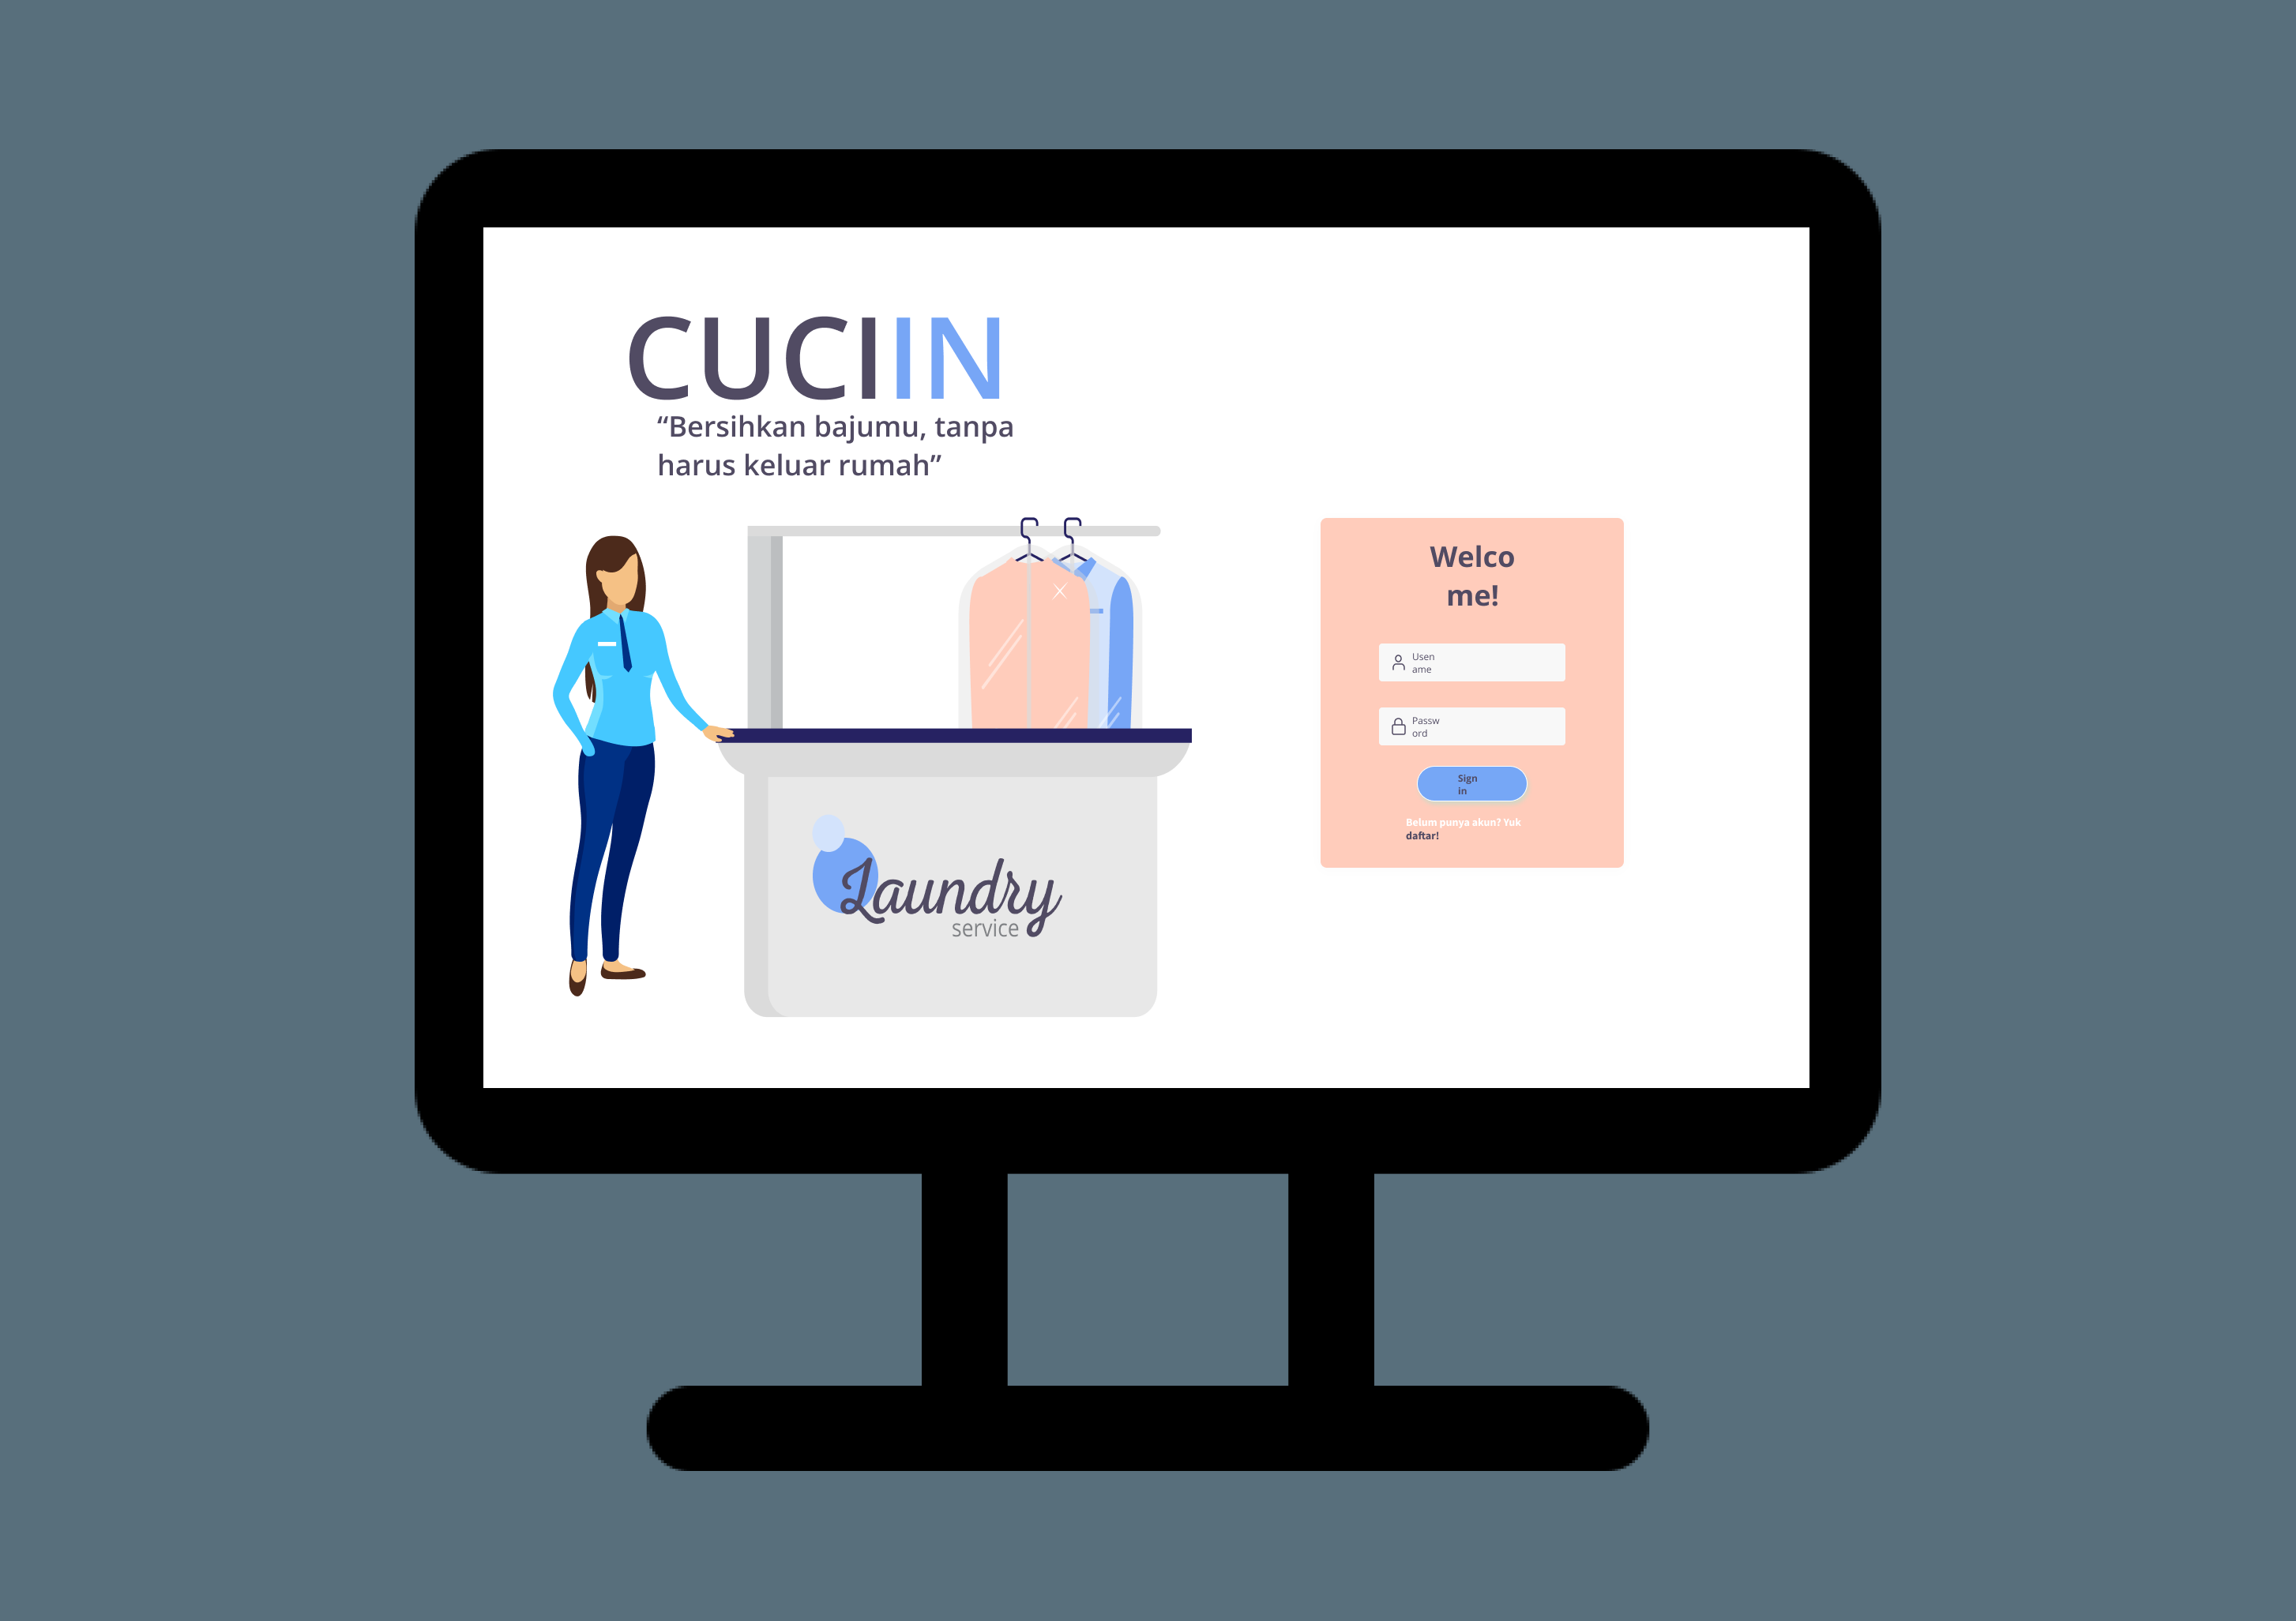 CUCIIN
“Bersihkan bajumu, tanpa
harus keluar rumah”
Welco
me!
Usen
ame
Passw
ord
Sign
in
Belum punya akun? Yuk
daftar!
Laundry
service